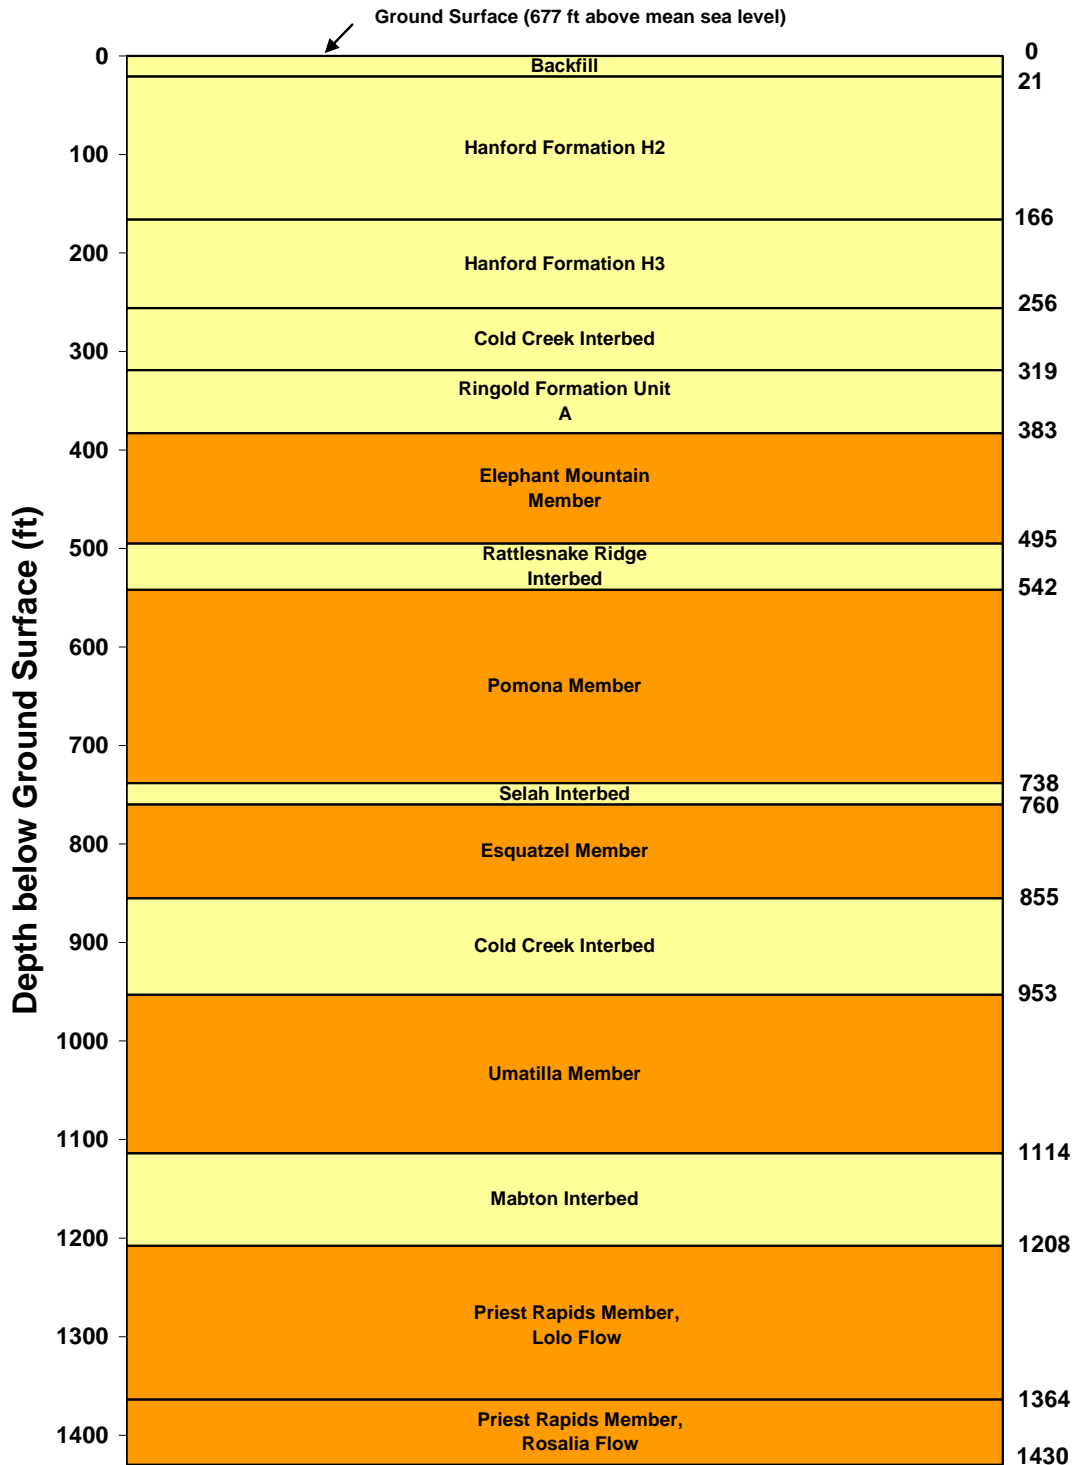 Ground Surface (677 ft above mean sea level)
0
0
Backfill
21
Hanford Formation H2
100
166
200
Hanford Formation H3
256
Cold Creek Interbed
300
319
Ringold Formation Unit
A
383
400
Elephant Mountain
Member
495
500
Rattlesnake Ridge
Interbed
542
Depth below Ground Surface (ft)
600
Pomona Member
700
738
Selah Interbed
760
800
Esquatzel Member
855
900
Cold Creek Interbed
953
1000
Umatilla Member
1100
1114
Mabton Interbed
1200
1208
Priest Rapids Member,
Lolo Flow
1300
1364
Priest Rapids Member,
Rosalia Flow
1400
1430